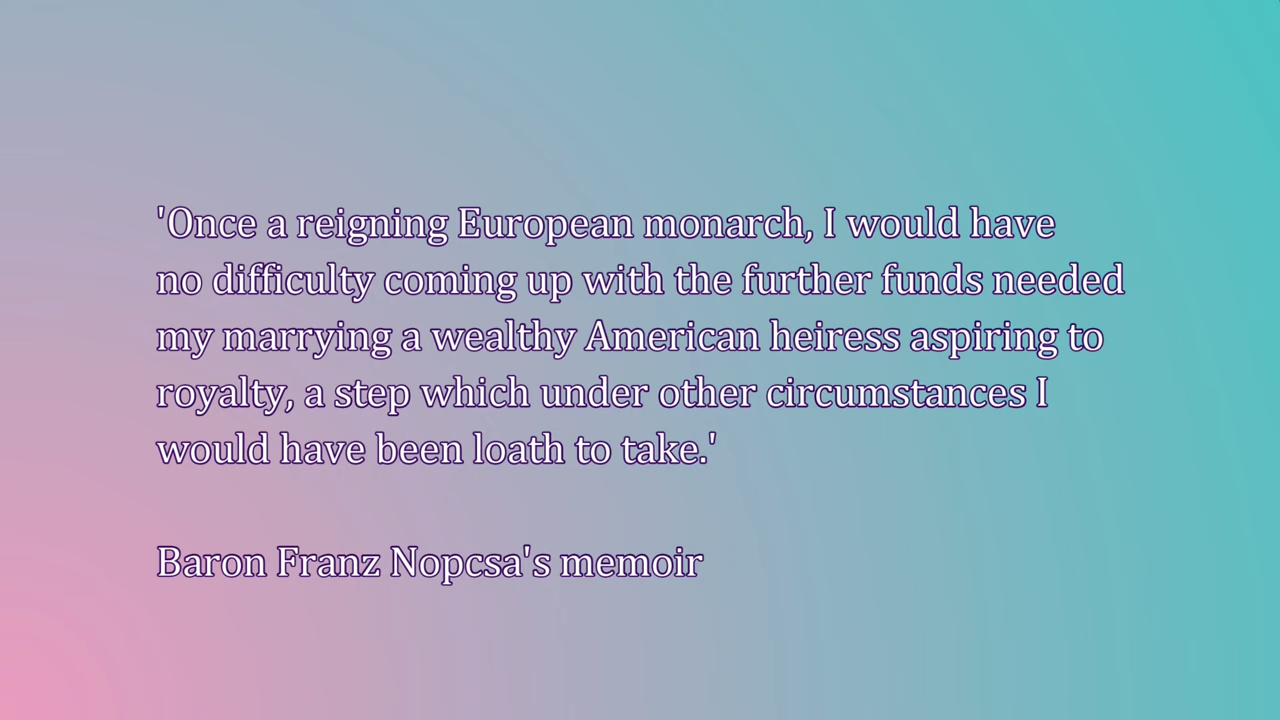 'Once a reigning European monarch, I would have
no difficulty coming up with the further funds needed
my marrying a wealthy American heiress aspiring to
royalty, a step which under other circumstances I
would have been loath to take.'
Baron Franz Nopcsa's memoir